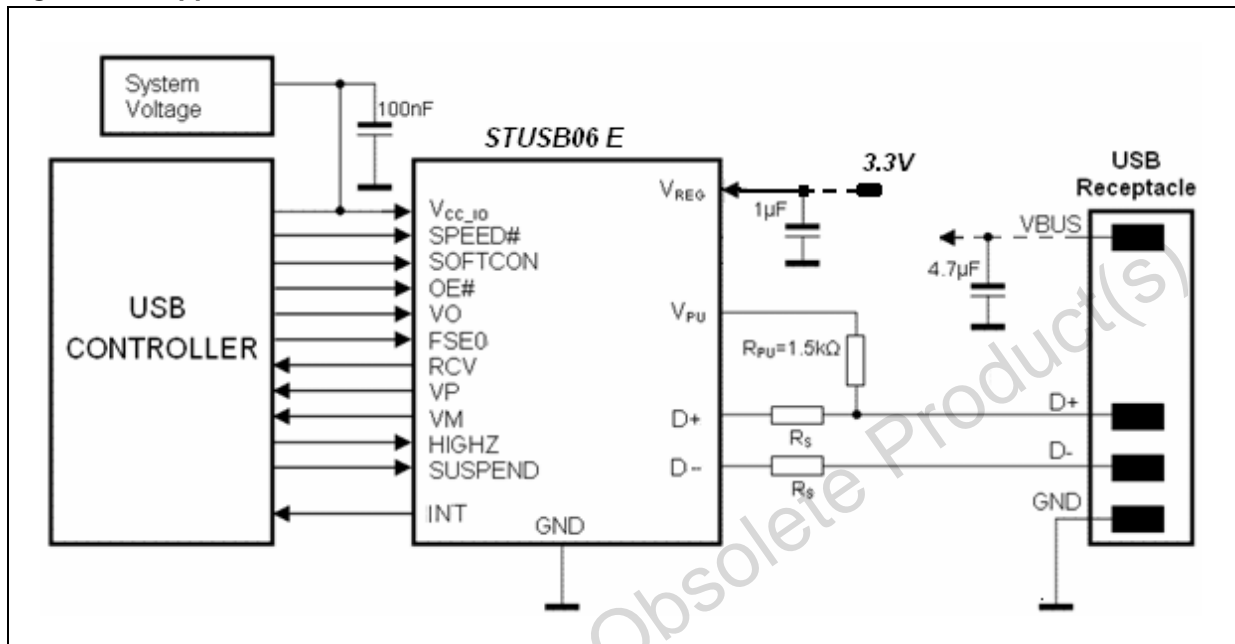 System
Voltage
100nF
STUSB06 E
3.3V
USB
Receptacle
VREG
1µF
VBUS
4.7µF
USB
CONTROLLER
VCC_IO
SPEED#
SOFTCON
OE#
VO
FSE0
RCV
VP
VM
HIGHZ
SUSPEND
INT
GND
VPU
RPU=1.5kΩ
D+
RS
D+
D-
RS
D-
GND
Obsolete Product(s)